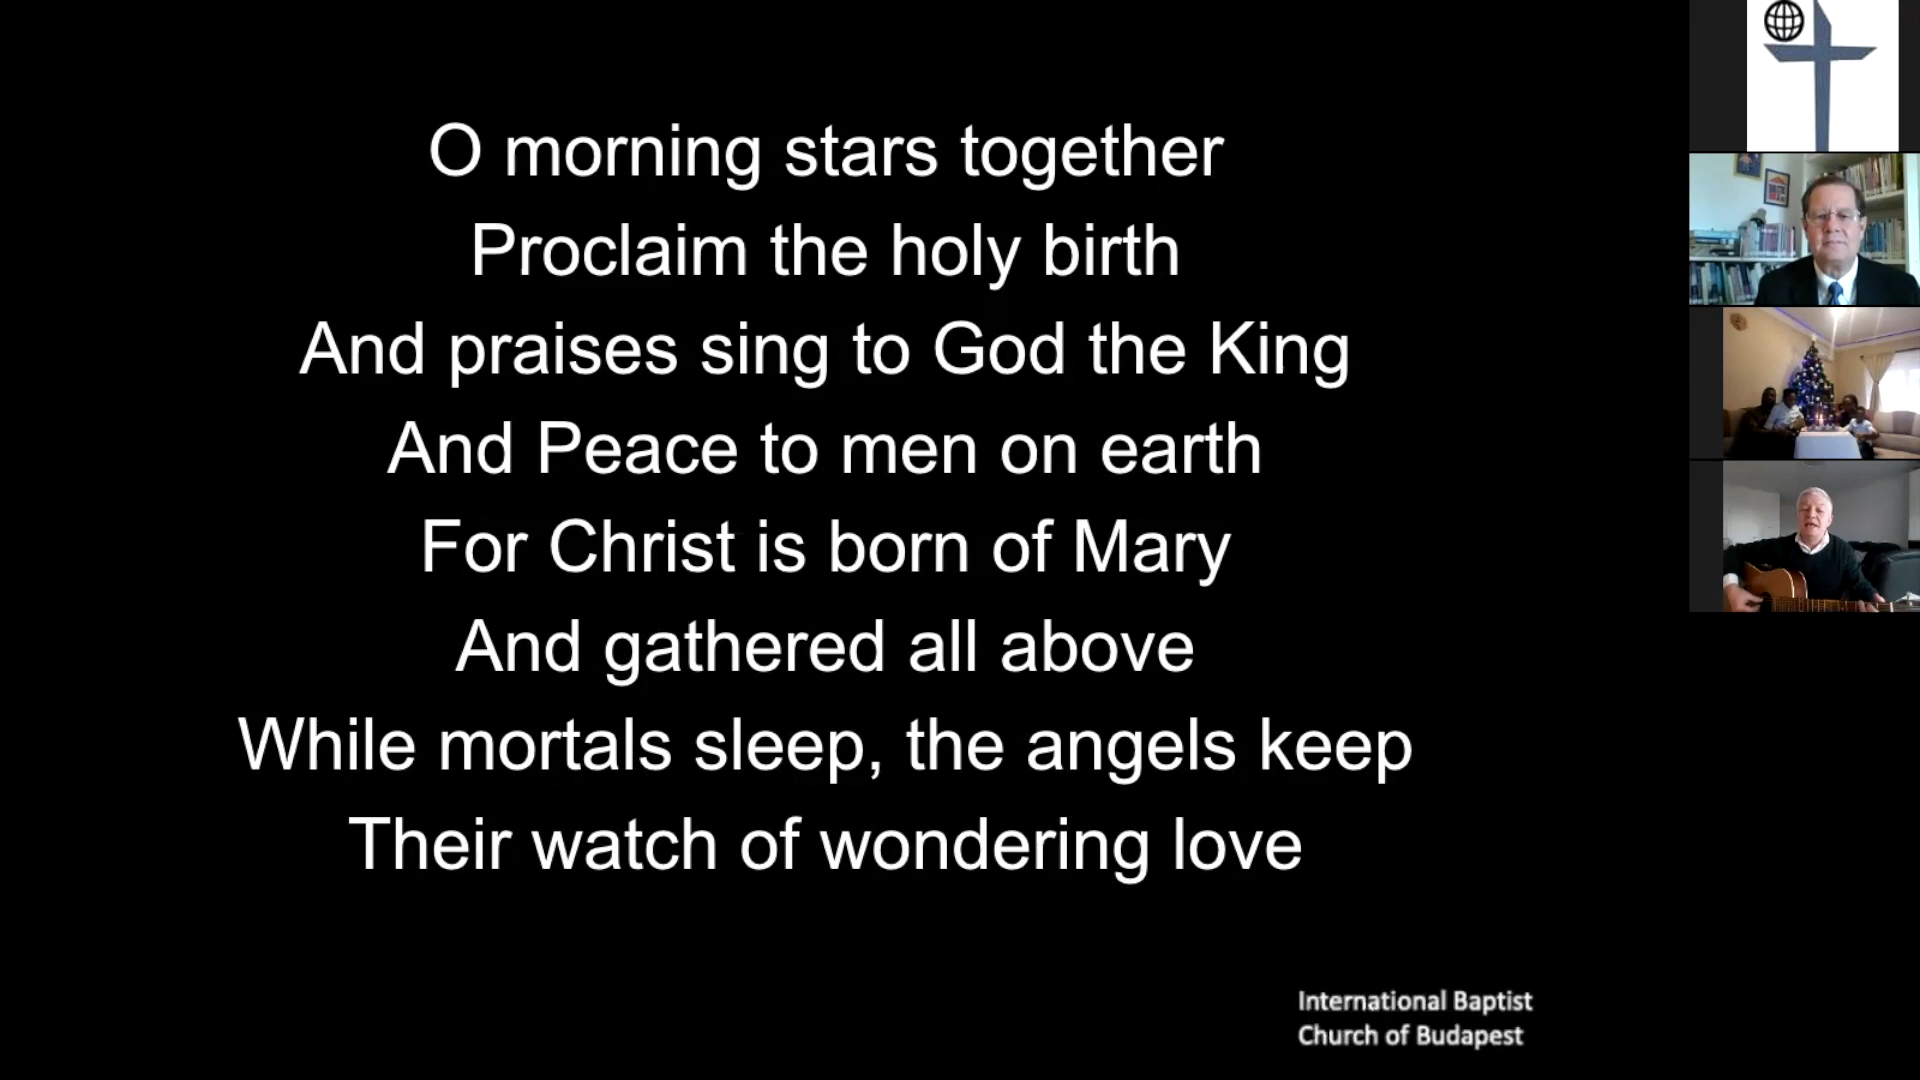 O morning stars together
Proclaim the holy birth
And praises sing to God the King
And Peace to men on earth
For Christ is born of Mary
And gathered all above
While mortals sleep, the angels keep
Their watch of wondering love
International Baptist
Church of Budapest